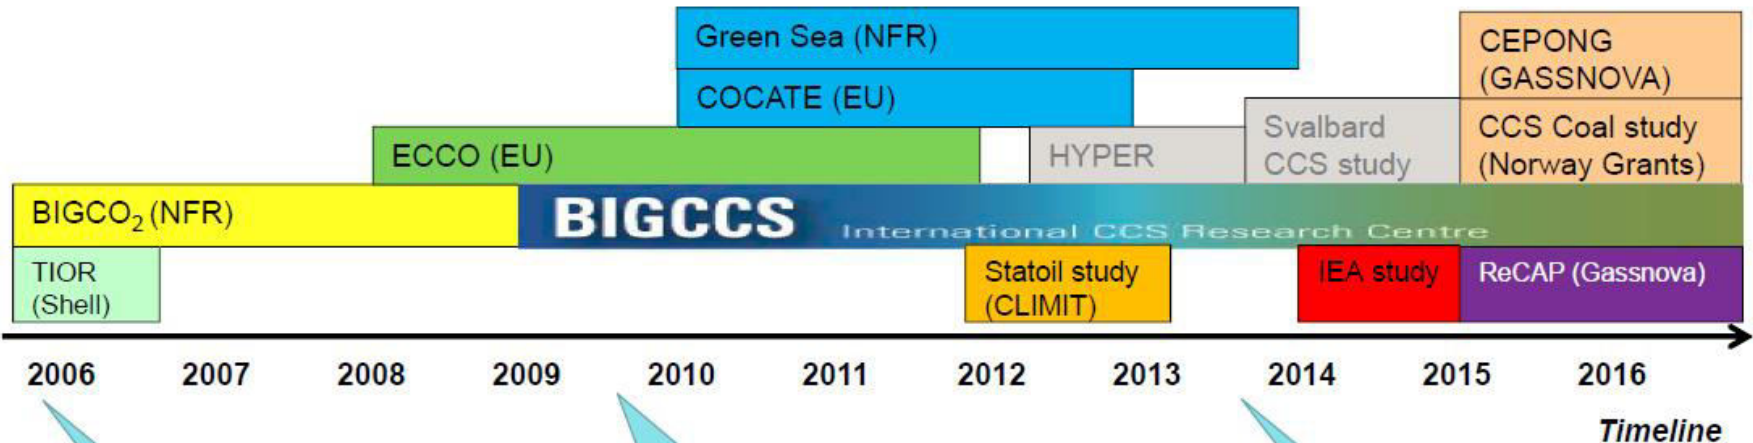 Green Sea (NFR)
CEPONG
(GASSNOVA)
COCATE (EU)
ECCO (EU)
HYPER
Svalbard
CCS study
CCS Coal study
(Norway Grants)
BIGCO₂ (NFR)
BIGCCS International CCS Research Centre
TIOR
(Shell)
Statoil study
(CLIMIT)
IEA study
ReCAP (Gassnova)
2006 2007 2008 2009 2010 2011 2012 2013 2014 2015 2016
Timeline